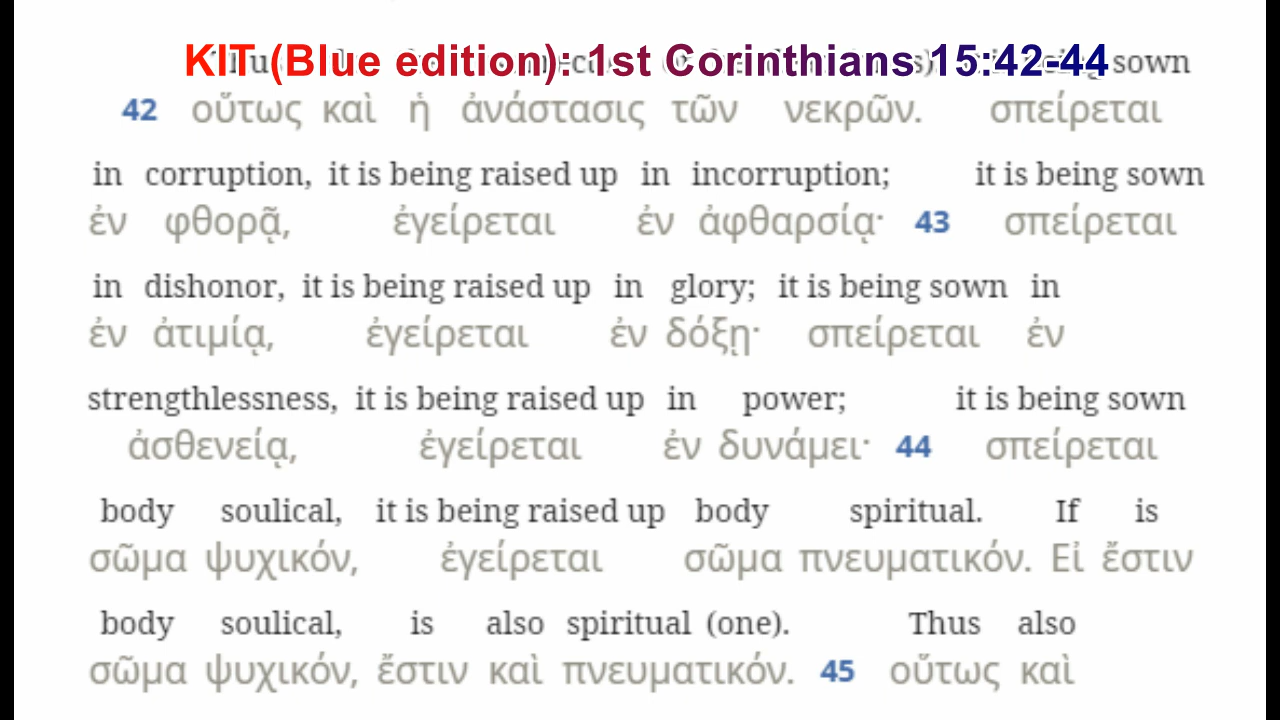 KIT (Blue edition): 1st Corinthians 15:42-44
sown
42 οὕτως καὶ ἡ ἀνάστασις τῶν νεκρῶν. σπείρεται
in corruption, it is being raised up in incorruption; it is being sown
ἐν φθορᾷ, ἐγείρεται ἐν ἀφθαρσίᾳ· 43 σπείρεται
in dishonor, it is being raised up in glory; it is being sown in
ἐν ἀτιμίᾳ, ἐγείρεται ἐν δόξῃ· σπείρεται ἐν
strengthlessness, it is being raised up in power; it is being sown
ἀσθενείᾳ, ἐγείρεται ἐν δυνάμει· 44 σπείρεται
body soulical, it is being raised up body spiritual. If is
σῶμα ψυχικόν, ἐγείρεται σῶμα πνευματικόν. Εἰ ἔστιν
body soulical, is also spiritual (one). Thus also
σῶμα ψυχικόν, ἔστιν καὶ πνευματικόν. 45 οὕτως καὶ